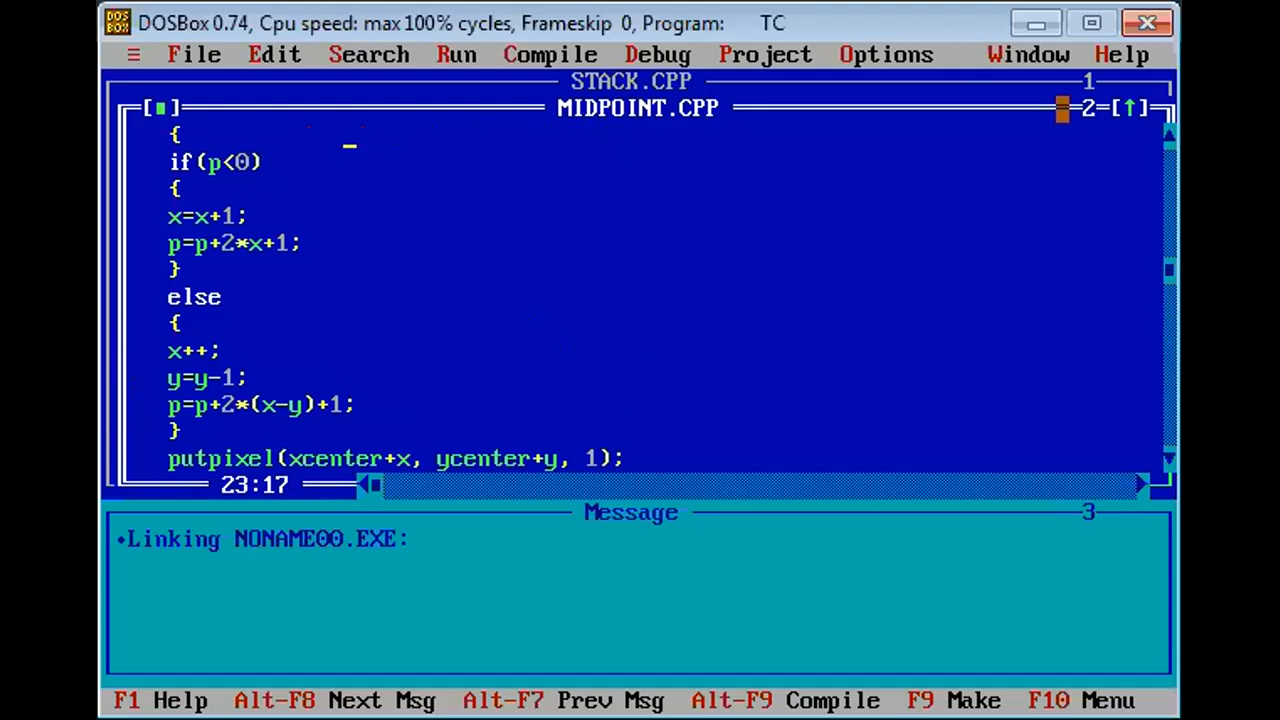 DOS BOX DOSBox 0.74, Cpu speed: max 100% cycles, Frameskip 0, Program: TC
≡ File Edit Search Run Compile Debug Project Options Window Help
STACK.CPP 1
[■] MIDPOINT.CPP 2=[↑]
{
if(p<0)
{
x=x+1;
p=p+2*x+1;
}
else
{
x++;
y=y-1;
p=p+2*(x-y)+1;
}
putpixel(xcenter+x, ycenter+y, 1);
23:17
Message 3
•Linking NONAME00.EXE:
F1 Help Alt-F8 Next Msg Alt-F7 Prev Msg Alt-F9 Compile F9 Make F10 Menu